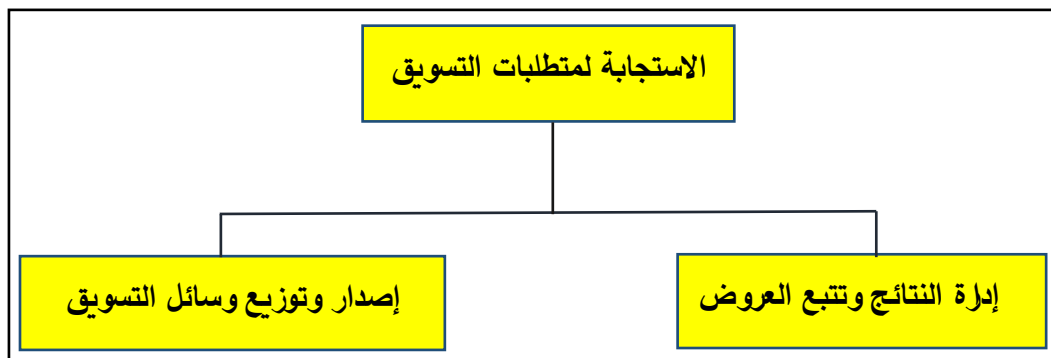 الاستجابة لمتطلبات التسويق
إدارة النتائج وتتبع العروض
إصدار وتوزيع وسائل التسويق